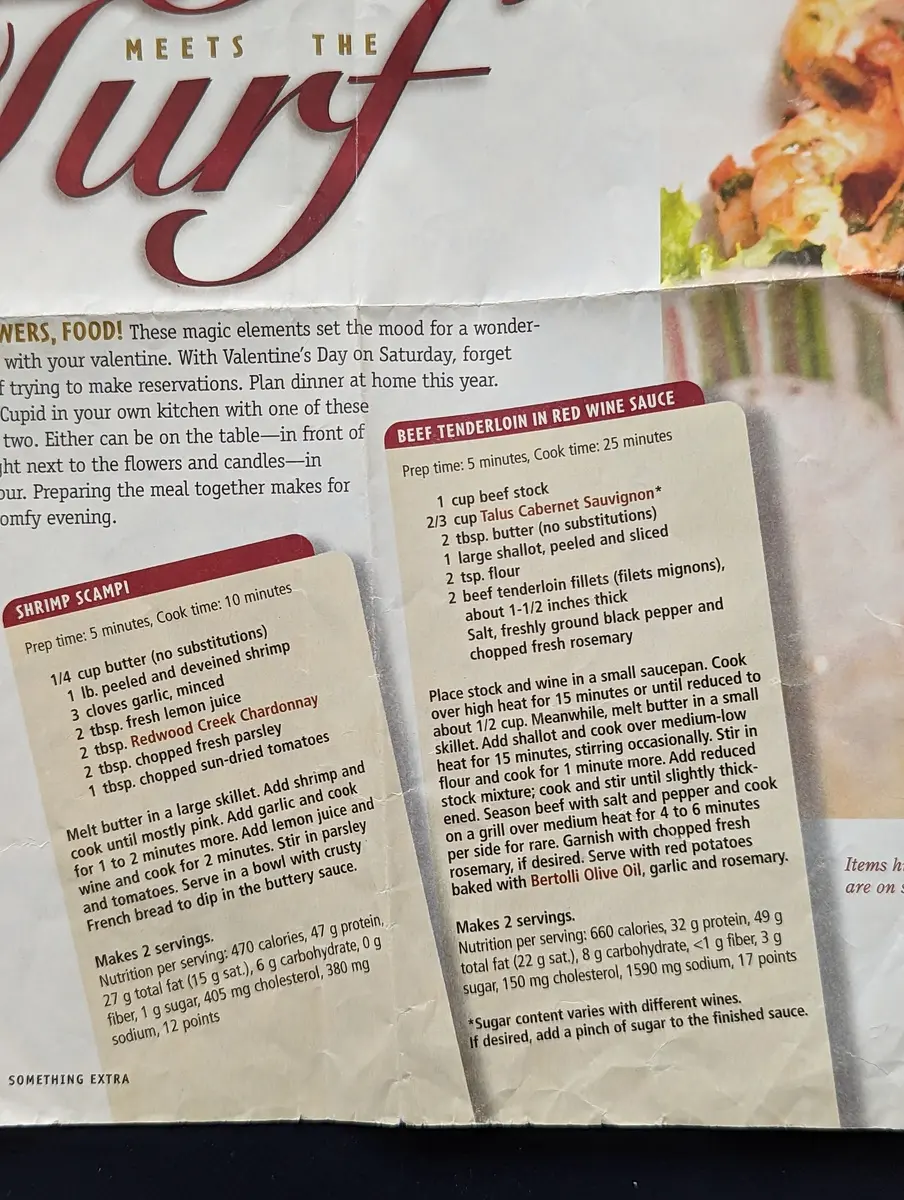 MEETS THE
Turf
WERS, FOOD! These magic elements set the mood for a wonder-
with your valentine. With Valentine's Day on Saturday, forget
f trying to make reservations. Plan dinner at home this year.
Cupid in your own kitchen with one of these
two. Either can be on the table—in front of
ght next to the flowers and candles—in
our. Preparing the meal together makes for
omfy evening.
SHRIMP SCAMPI
Prep time: 5 minutes, Cook time: 10 minutes
1/4 cup butter (no substitutions)
1 lb. peeled and deveined shrimp
3 cloves garlic, minced
2 tbsp. fresh lemon juice
2 tbsp. Redwood Creek Chardonnay
2 tbsp. chopped fresh parsley
1 tbsp. chopped sun-dried tomatoes
Melt butter in a large skillet. Add shrimp and
cook until mostly pink. Add garlic and cook
for 1 to 2 minutes more. Add lemon juice and
wine and cook for 2 minutes. Stir in parsley
and tomatoes. Serve in a bowl with crusty
French bread to dip in the buttery sauce.
Makes 2 servings.
Nutrition per serving: 470 calories, 47 g protein,
27 g total fat (15 g sat.), 6 g carbohydrate, 0 g
fiber, 1 g sugar, 405 mg cholesterol, 380 mg
sodium, 12 points
BEEF TENDERLOIN IN RED WINE SAUCE
Prep time: 5 minutes, Cook time: 25 minutes
1 cup beef stock
2/3 cup Talus Cabernet Sauvignon*
2 tbsp. butter (no substitutions)
1 large shallot, peeled and sliced
2 tsp. flour
2 beef tenderloin fillets (filets mignons),
about 1-1/2 inches thick
Salt, freshly ground black pepper and
chopped fresh rosemary
Place stock and wine in a small saucepan. Cook
over high heat for 15 minutes or until reduced to
about 1/2 cup. Meanwhile, melt butter in a small
skillet. Add shallot and cook over medium-low
heat for 15 minutes, stirring occasionally. Stir in
flour and cook for 1 minute more. Add reduced
stock mixture; cook and stir until slightly thick-
ened. Season beef with salt and pepper and cook
on a grill over medium heat for 4 to 6 minutes
per side for rare. Garnish with chopped fresh
rosemary, if desired. Serve with red potatoes
baked with Bertolli Olive Oil, garlic and rosemary.
Makes 2 servings.
Nutrition per serving: 660 calories, 32 g protein, 49 g
total fat (22 g sat.), 8 g carbohydrate, <1 g fiber, 3 g
sugar, 150 mg cholesterol, 1590 mg sodium, 17 points
*Sugar content varies with different wines.
If desired, add a pinch of sugar to the finished sauce.
Items h
are on s
SOMETHING EXTRA